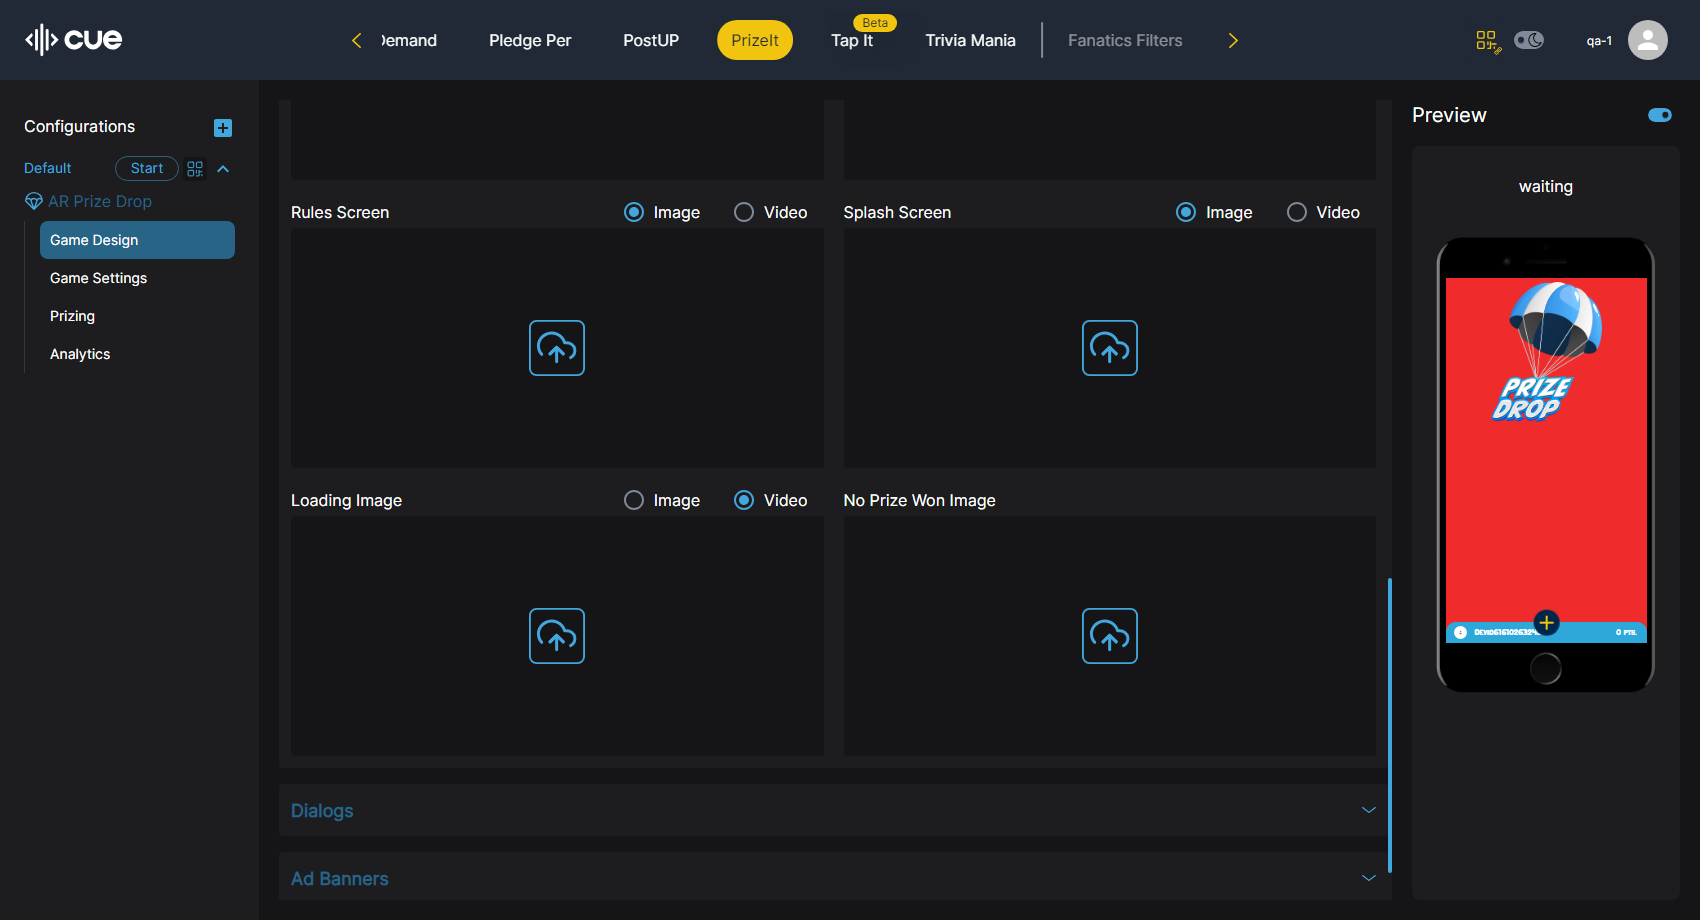 cue
Demand
Pledge Per
PostUP
PrizeIt
Beta
Tap It
Trivia Mania
Fanatics Filters
qa-1
Configurations
Default
Start
AR Prize Drop
Game Design
Game Settings
Prizing
Analytics
Rules Screen
Image
Video
Splash Screen
Image
Video
Loading Image
Image
Video
No Prize Won Image
Dialogs
Ad Banners
Preview
waiting
PRIZE
DROP
0 PTS.